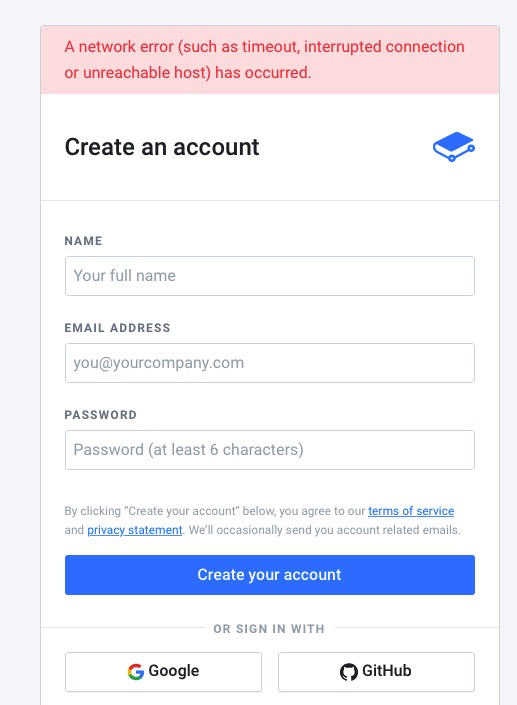 A network error (such as timeout, interrupted connection
or unreachable host) has occurred.
Create an account
NAME
Your full name
EMAIL ADDRESS
you@yourcompany.com
PASSWORD
Password (at least 6 characters)
By clicking “Create your account” below, you agree to our terms of service
and privacy statement. We’ll occasionally send you account related emails.
Create your account
OR SIGN IN WITH
Google
GitHub